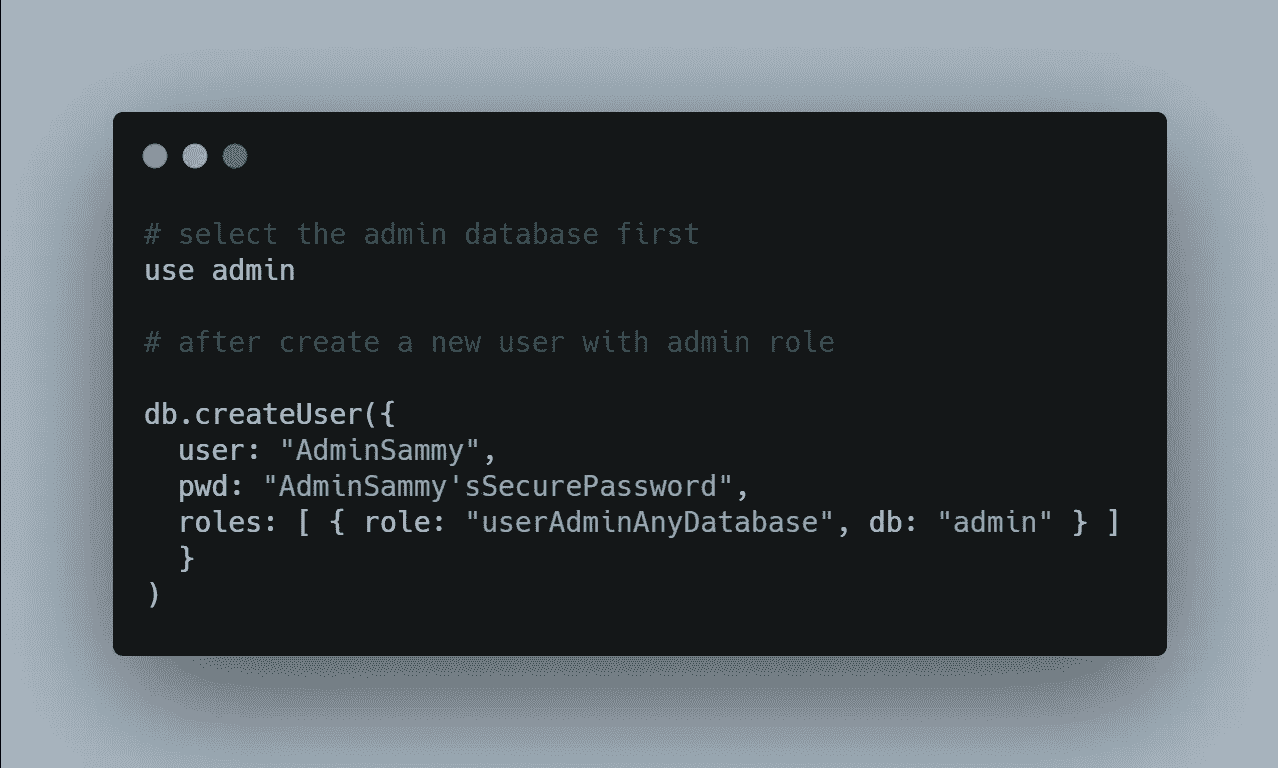 # select the admin database first
use admin
# after create a new user with admin role
db.createUser({
  user: "AdminSammy",
  pwd: "AdminSammy'sSecurePassword",
  roles: [ { role: "userAdminAnyDatabase", db: "admin" } ]
  }
)